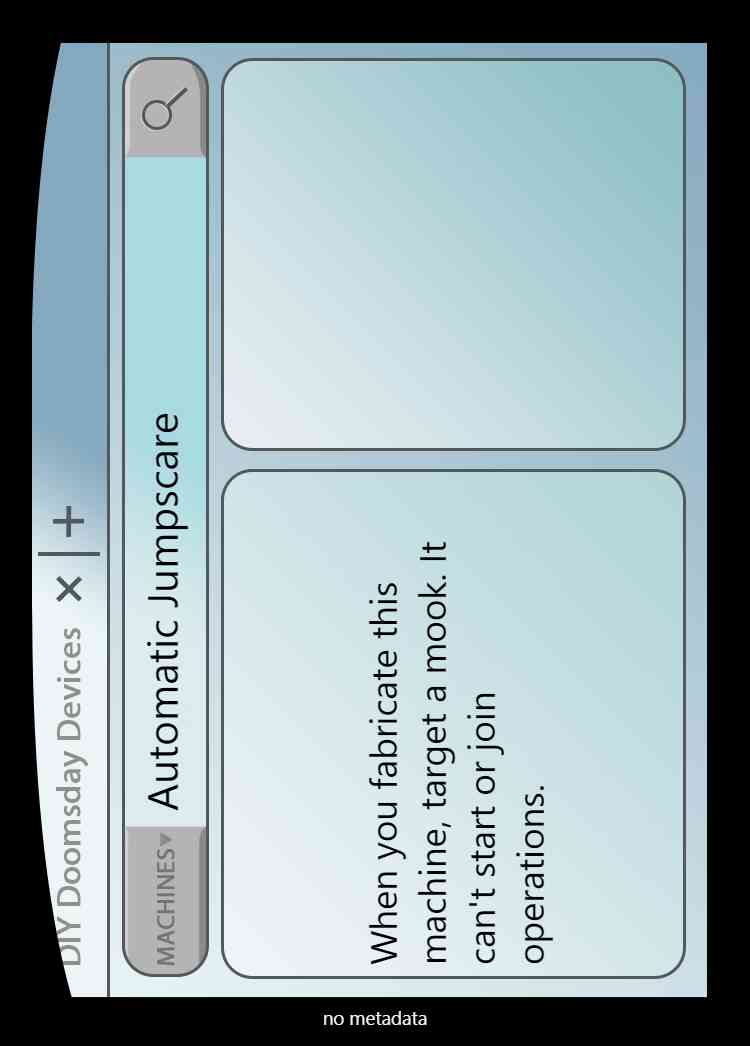 DIY Doomsday Devices × | +
MACHINES▾ Automatic Jumpscare
When you fabricate this
machine, target a mook. It
can't start or join
operations.
no metadata